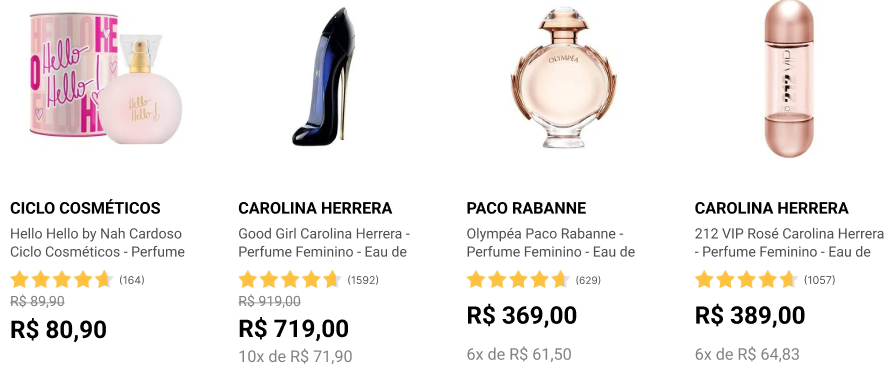 Hello
Hello!
Hello
Hello!
OLYMPÉA
212 VIP
CICLO COSMÉTICOS
Hello Hello by Nah Cardoso
Ciclo Cosméticos - Perfume
(164)
R$ 89,90
R$ 80,90
CAROLINA HERRERA
Good Girl Carolina Herrera -
Perfume Feminino - Eau de
(1592)
R$ 919,00
R$ 719,00
10x de R$ 71,90
PACO RABANNE
Olympéa Paco Rabanne -
Perfume Feminino - Eau de
(629)
R$ 369,00
6x de R$ 61,50
CAROLINA HERRERA
212 VIP Rosé Carolina Herrera
- Perfume Feminino - Eau de
(1057)
R$ 389,00
6x de R$ 64,83